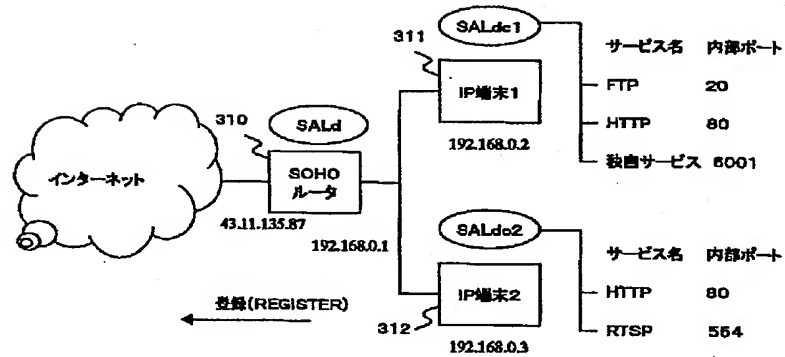 311
SALdc1
サービス名 内部ポート
IP端末1
FTP 20
310
SALd
HTTP 80
192.168.0.2
独自サービス 6001
インターネット
SOHO
ルータ
43.11.135.87
192.168.0.1
SALdc2
サービス名 内部ポート
IP端末2
HTTP 80
登録(REGISTER)
312
RTSP 554
192.168.0.3